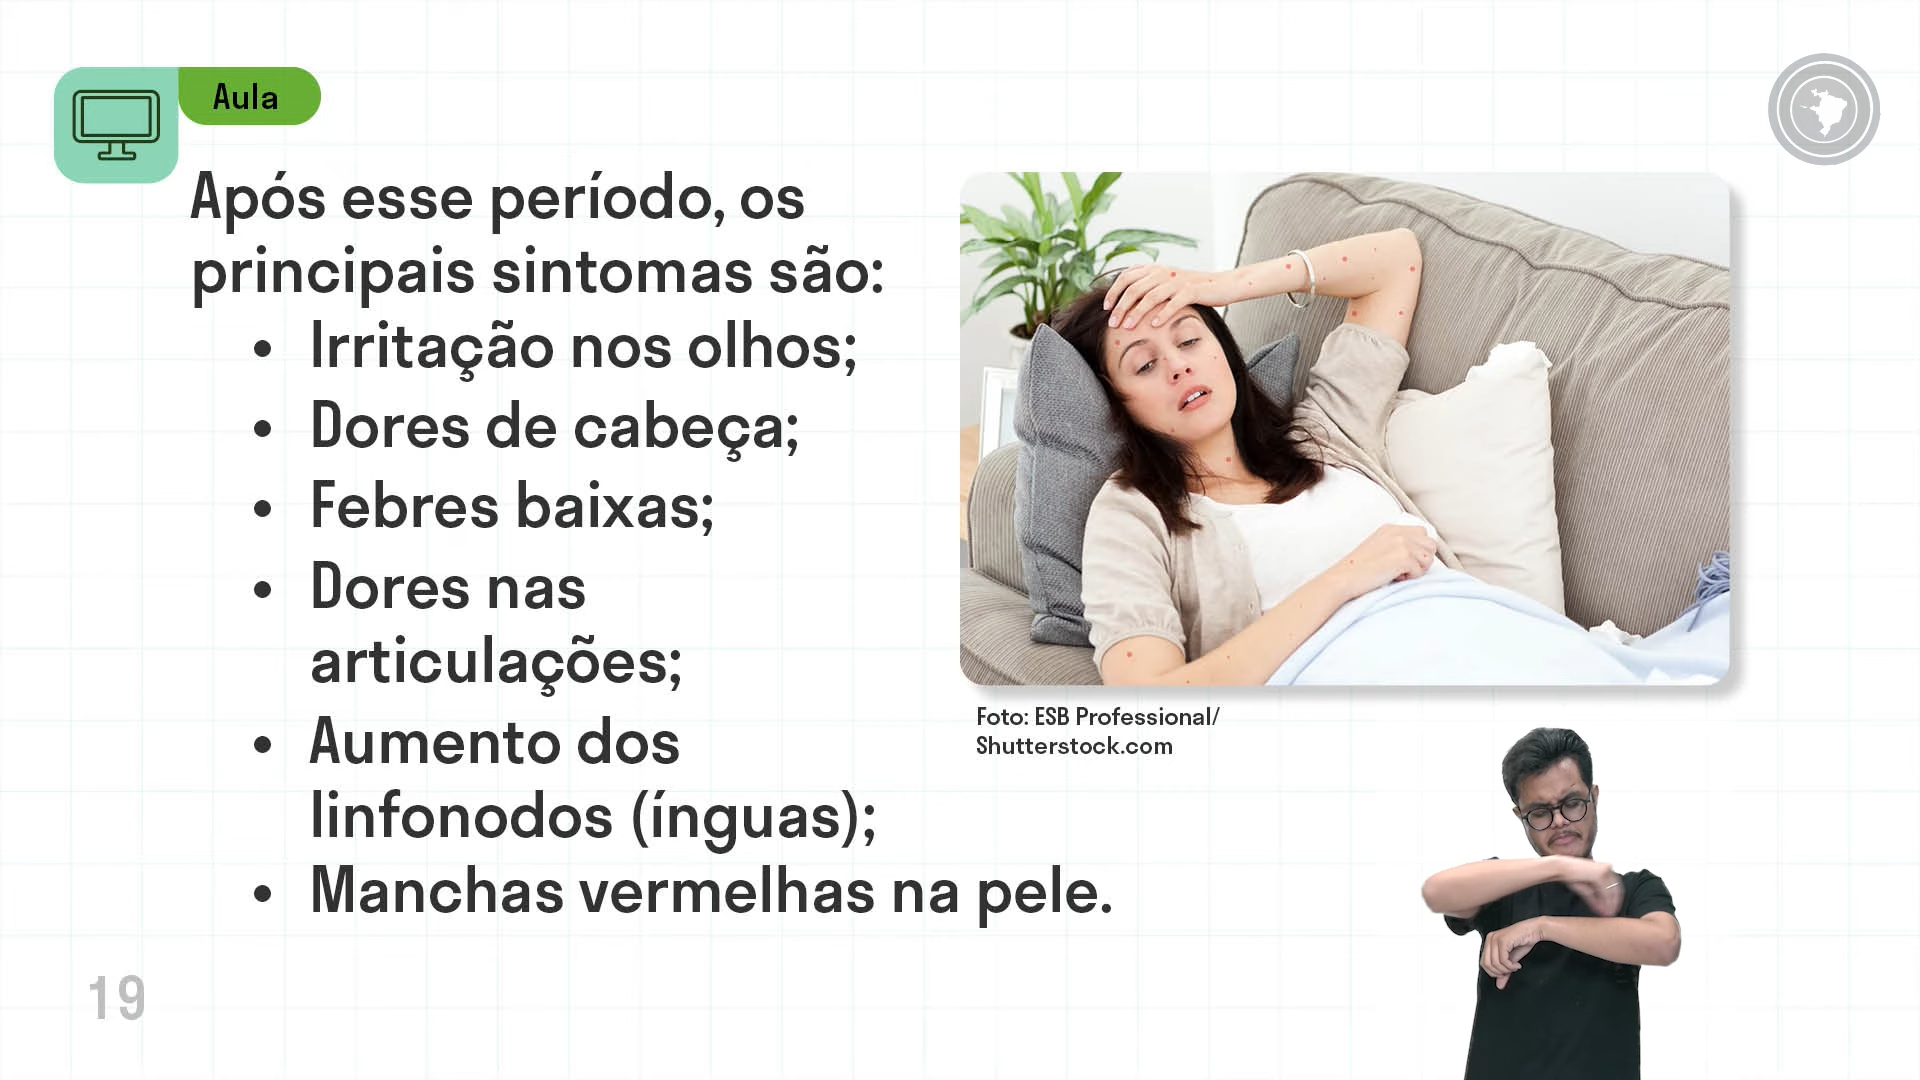 Aula
Após esse período, os
principais sintomas são:
• Irritação nos olhos;
• Dores de cabeça;
• Febres baixas;
• Dores nas
articulações;
• Aumento dos
linfonodos (ínguas);
• Manchas vermelhas na pele.
Foto: ESB Professional/
Shutterstock.com
19